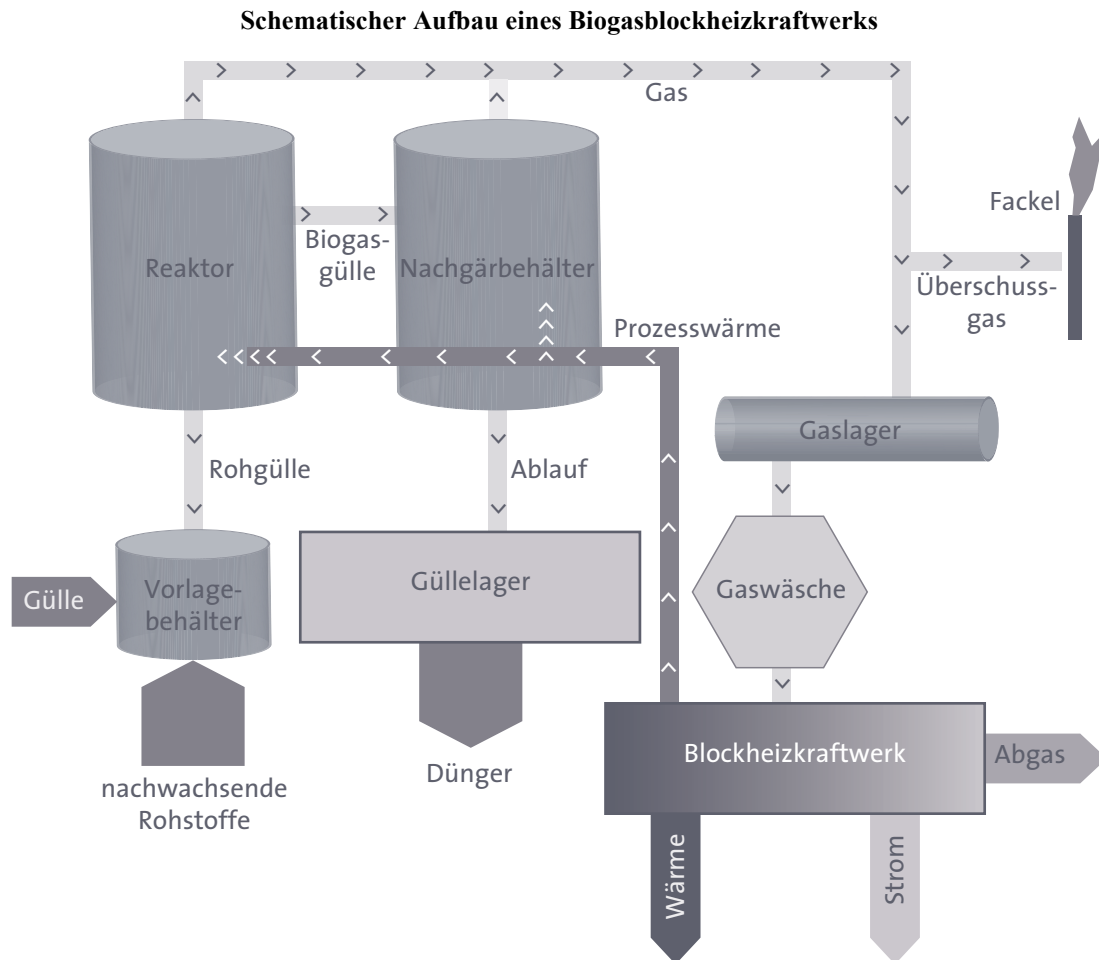 Schematischer Aufbau eines Biogasblockheizkraftwerks
Gas
Fackel
Biogas-
gülle
Reaktor
Nachgärbehälter
Überschuss-
gas
Prozesswärme
Gaslager
Rohgülle
Ablauf
Gülle
Vorlage-
behälter
Güllelager
Gaswäsche
Blockheizkraftwerk
Abgas
nachwachsende
Rohstoffe
Dünger
Wärme
Strom